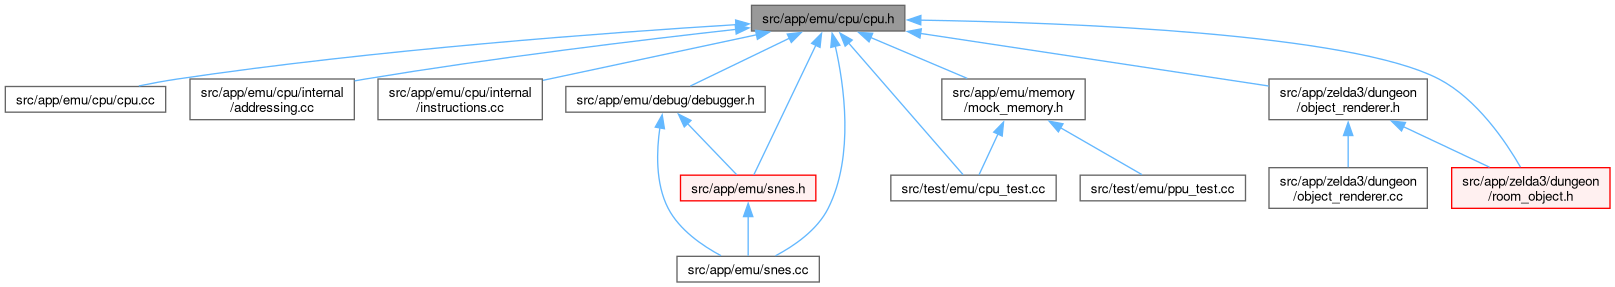 src/app/emu/cpu/cpu.h
src/app/emu/cpu/cpu.cc
src/app/emu/cpu/internal
/addressing.cc
src/app/emu/cpu/internal
/instructions.cc
src/app/emu/debug/debugger.h
src/app/emu/memory
/mock_memory.h
src/app/zelda3/dungeon
/object_renderer.h
src/app/emu/snes.h
src/test/emu/cpu_test.cc
src/test/emu/ppu_test.cc
src/app/zelda3/dungeon
/object_renderer.cc
src/app/zelda3/dungeon
/room_object.h
src/app/emu/snes.cc